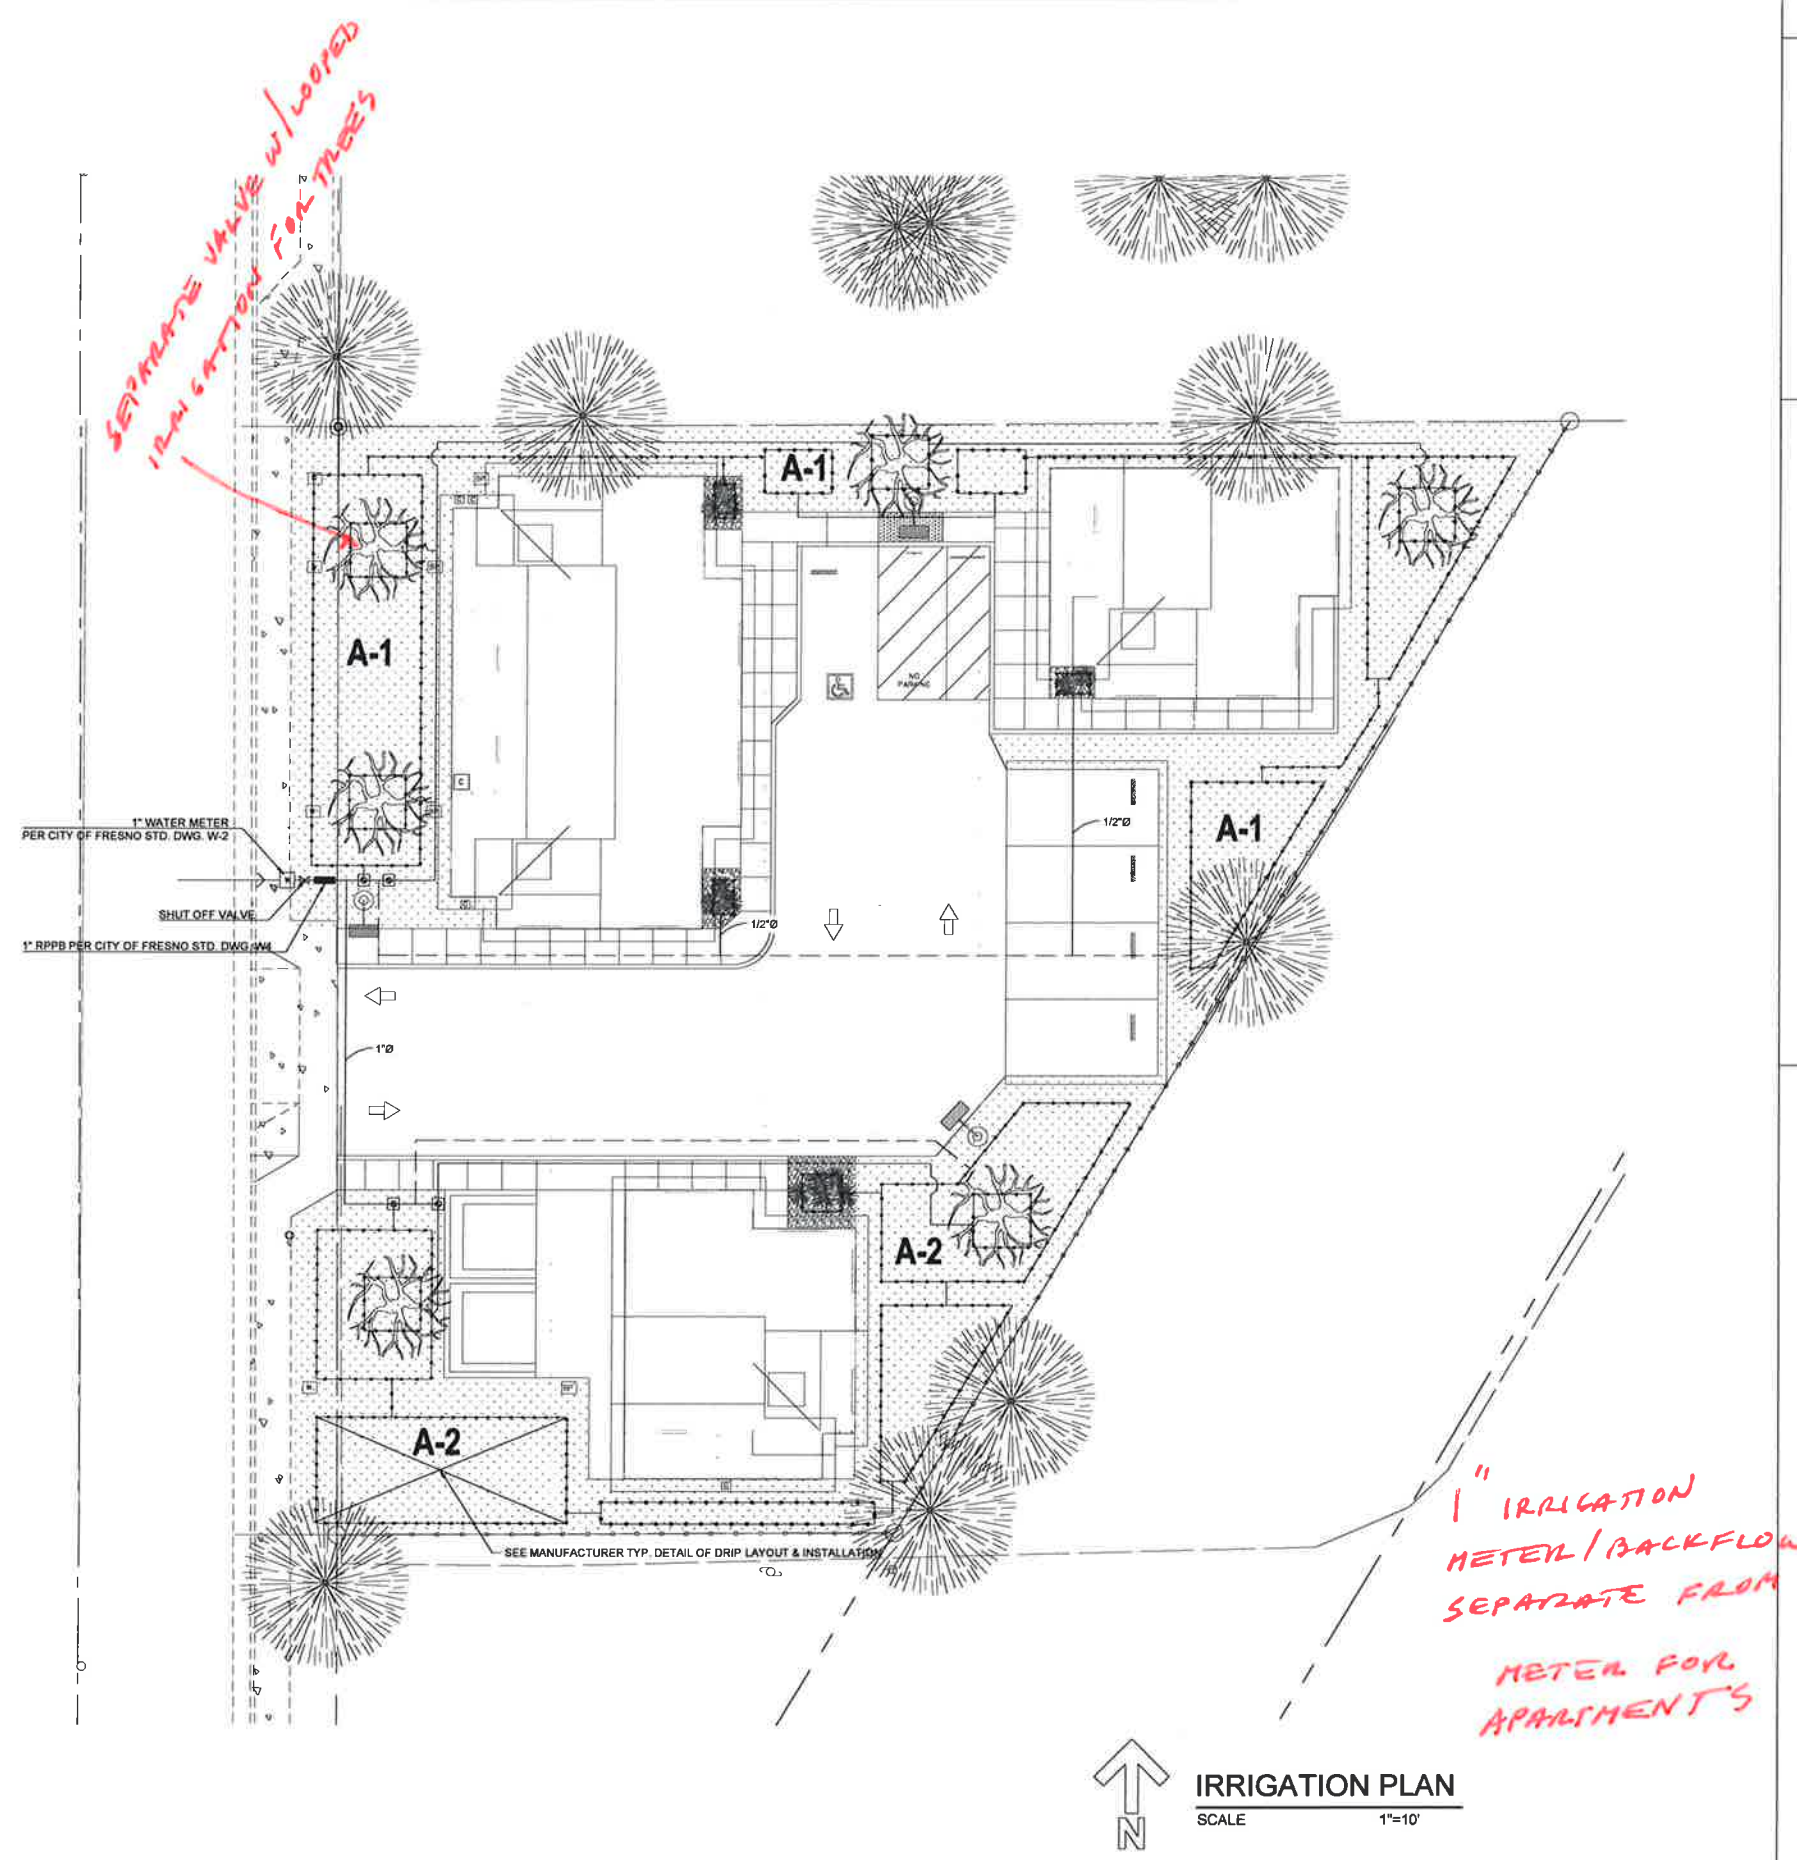 SEPARATE VALVE W/LOOPED
IRRIGATION FOR TREES
A-1
A-1
NO
PARKING
C
1" WATER METER
PER CITY OF FRESNO STD. DWG. W-2
1/2"Ø
A-1
SHUT OFF VALVE
1/2"Ø
1" RPPB PER CITY OF FRESNO STD. DWG. W4
1"Ø
A-2
A-2
SEE MANUFACTURER TYP. DETAIL OF DRIP LAYOUT & INSTALLATION
1" IRRIGATION
METER/BACKFLOW
SEPARATE FROM
METER FOR
APARTMENT'S
N
IRRIGATION PLAN
SCALE 1"=10'